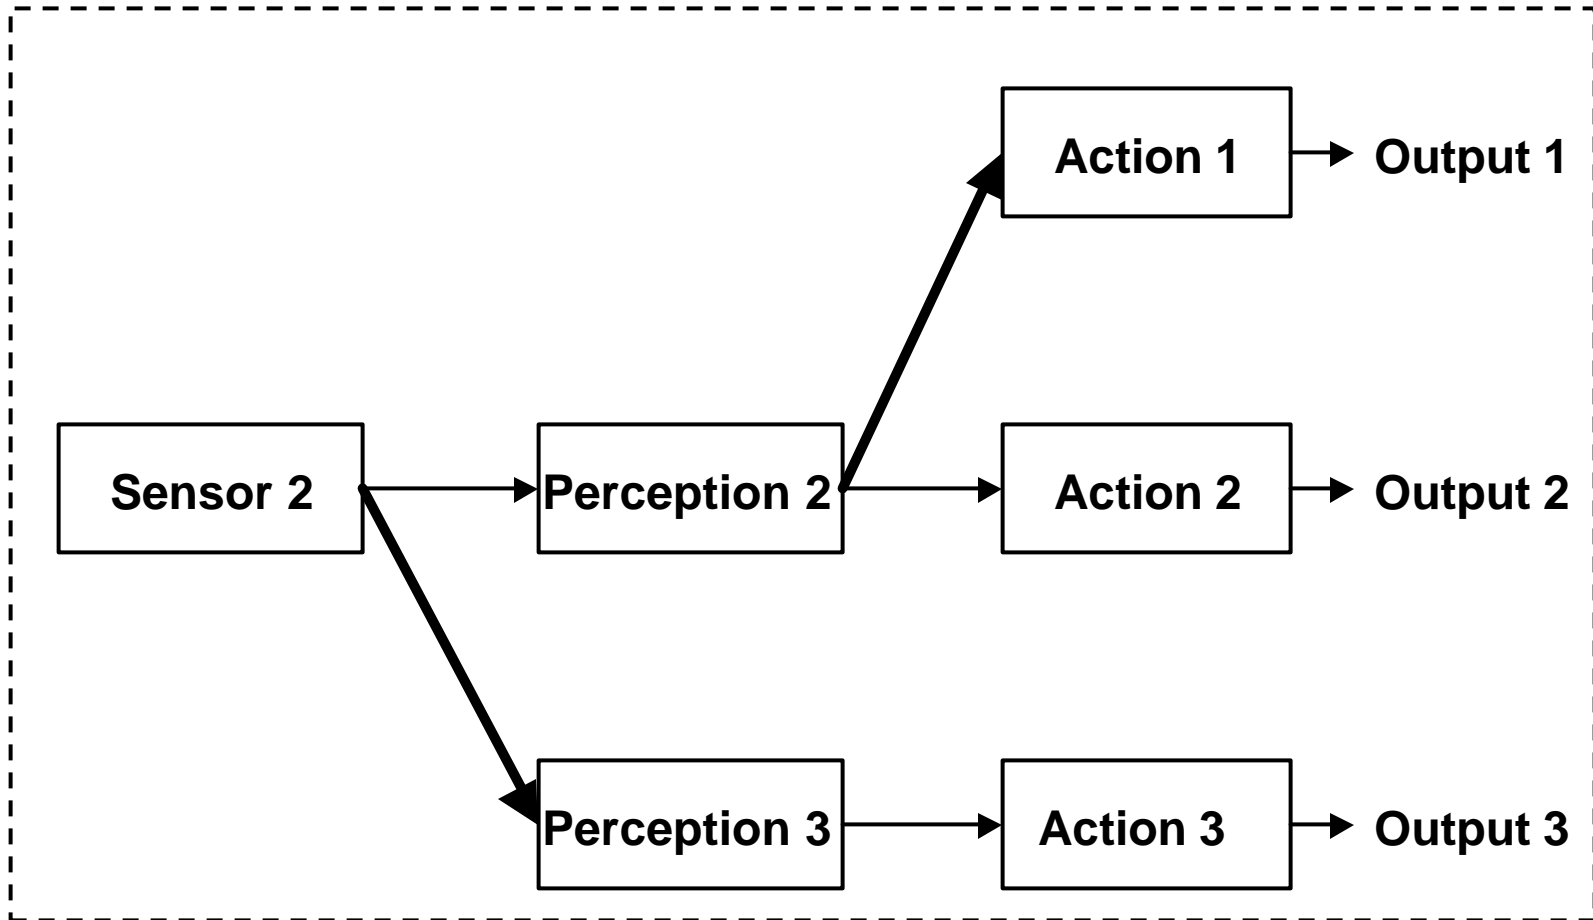 Action 1
Output 1
Sensor 2
Perception 2
Action 2
Output 2
Perception 3
Action 3
Output 3